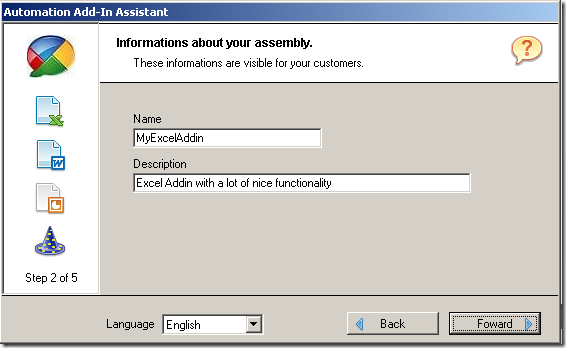 Automation Add-In Assistant
Informations about your assembly.
These informations are visible for your customers.
Name
MyExcelAddin
Description
Excel Addin with a lot of nice functionality
Step 2 of 5
Language English Back Foward